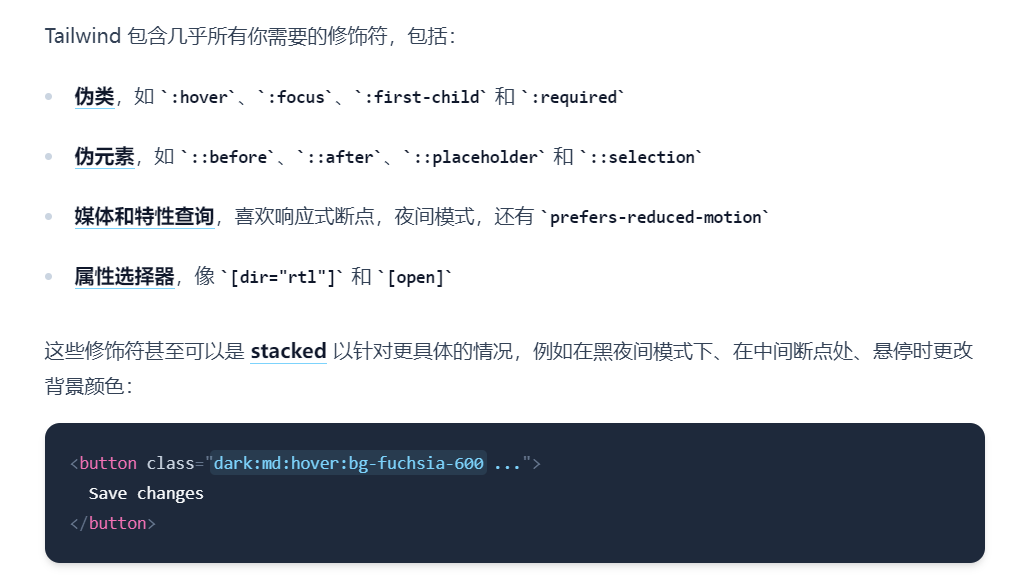 Tailwind 包含几乎所有你需要的修饰符，包括：
伪类，如 `:hover`、`:focus`、`:first-child` 和 `:required`
伪元素，如 `::before`、`::after`、`::placeholder` 和 `::selection`
媒体和特性查询，喜欢响应式断点，夜间模式，还有 `prefers-reduced-motion`
属性选择器，像 `[dir="rtl"]` 和 `[open]`
这些修饰符甚至可以是 stacked 以针对更具体的情况，例如在黑夜间模式下、在中间断点处、悬停时更改
背景颜色：
<button class="dark:md:hover:bg-fuchsia-600 ...">
Save changes
</button>